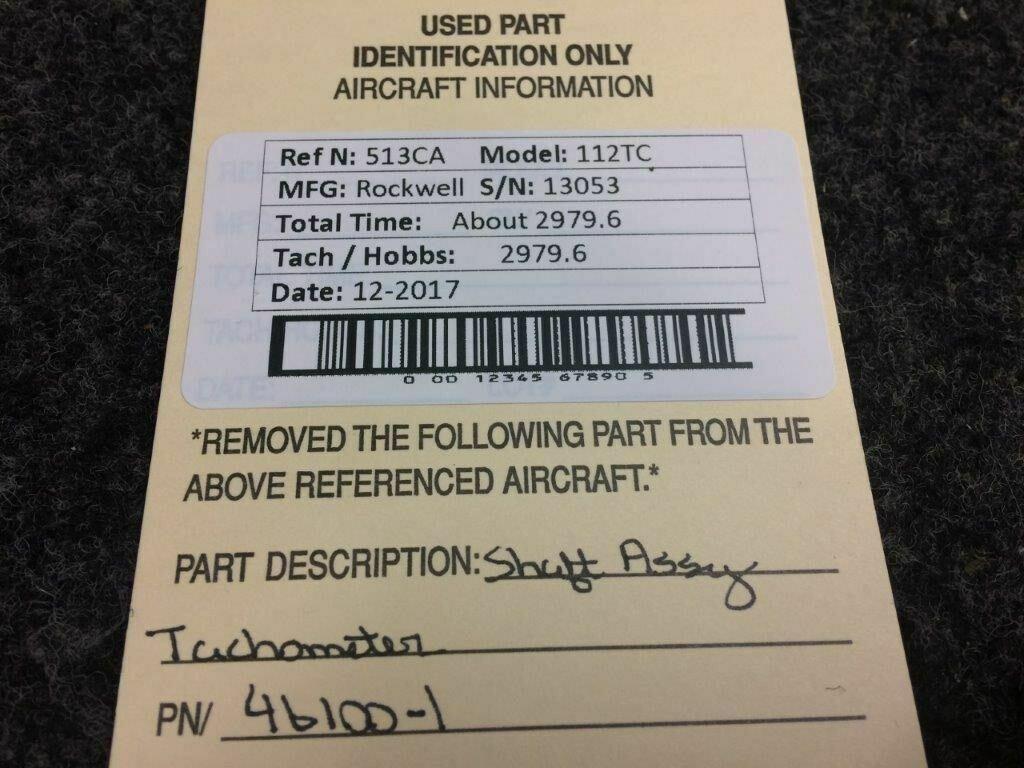 USED PART
IDENTIFICATION ONLY
AIRCRAFT INFORMATION
Ref N: 513CA Model: 112TC
MFG: Rockwell S/N: 13053
Total Time: About 2979.6
Tach / Hobbs: 2979.6
Date: 12-2017
0 00 12345 67890 5
*REMOVED THE FOLLOWING PART FROM THE
ABOVE REFERENCED AIRCRAFT.*
PART DESCRIPTION: Shaft Assy
Tachometer
PN/ 46100-1